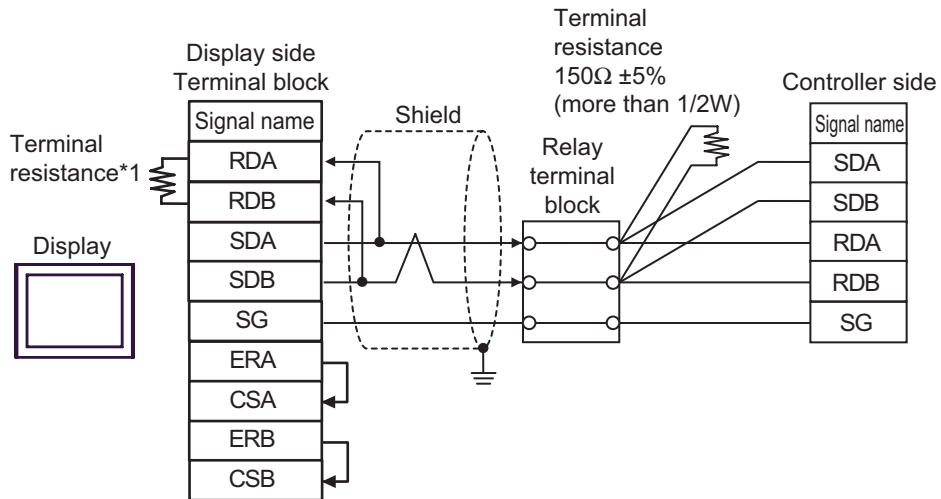 Display side
Terminal block
Signal name
RDA
RDB
SDA
SDB
SG
ERA
CSA
ERB
CSB
Terminal
resistance*1
Display
Shield
Terminal
resistance
150Ω ±5%
(more than 1/2W)
Relay
terminal
block
Controller side
Signal name
SDA
SDB
RDA
RDB
SG